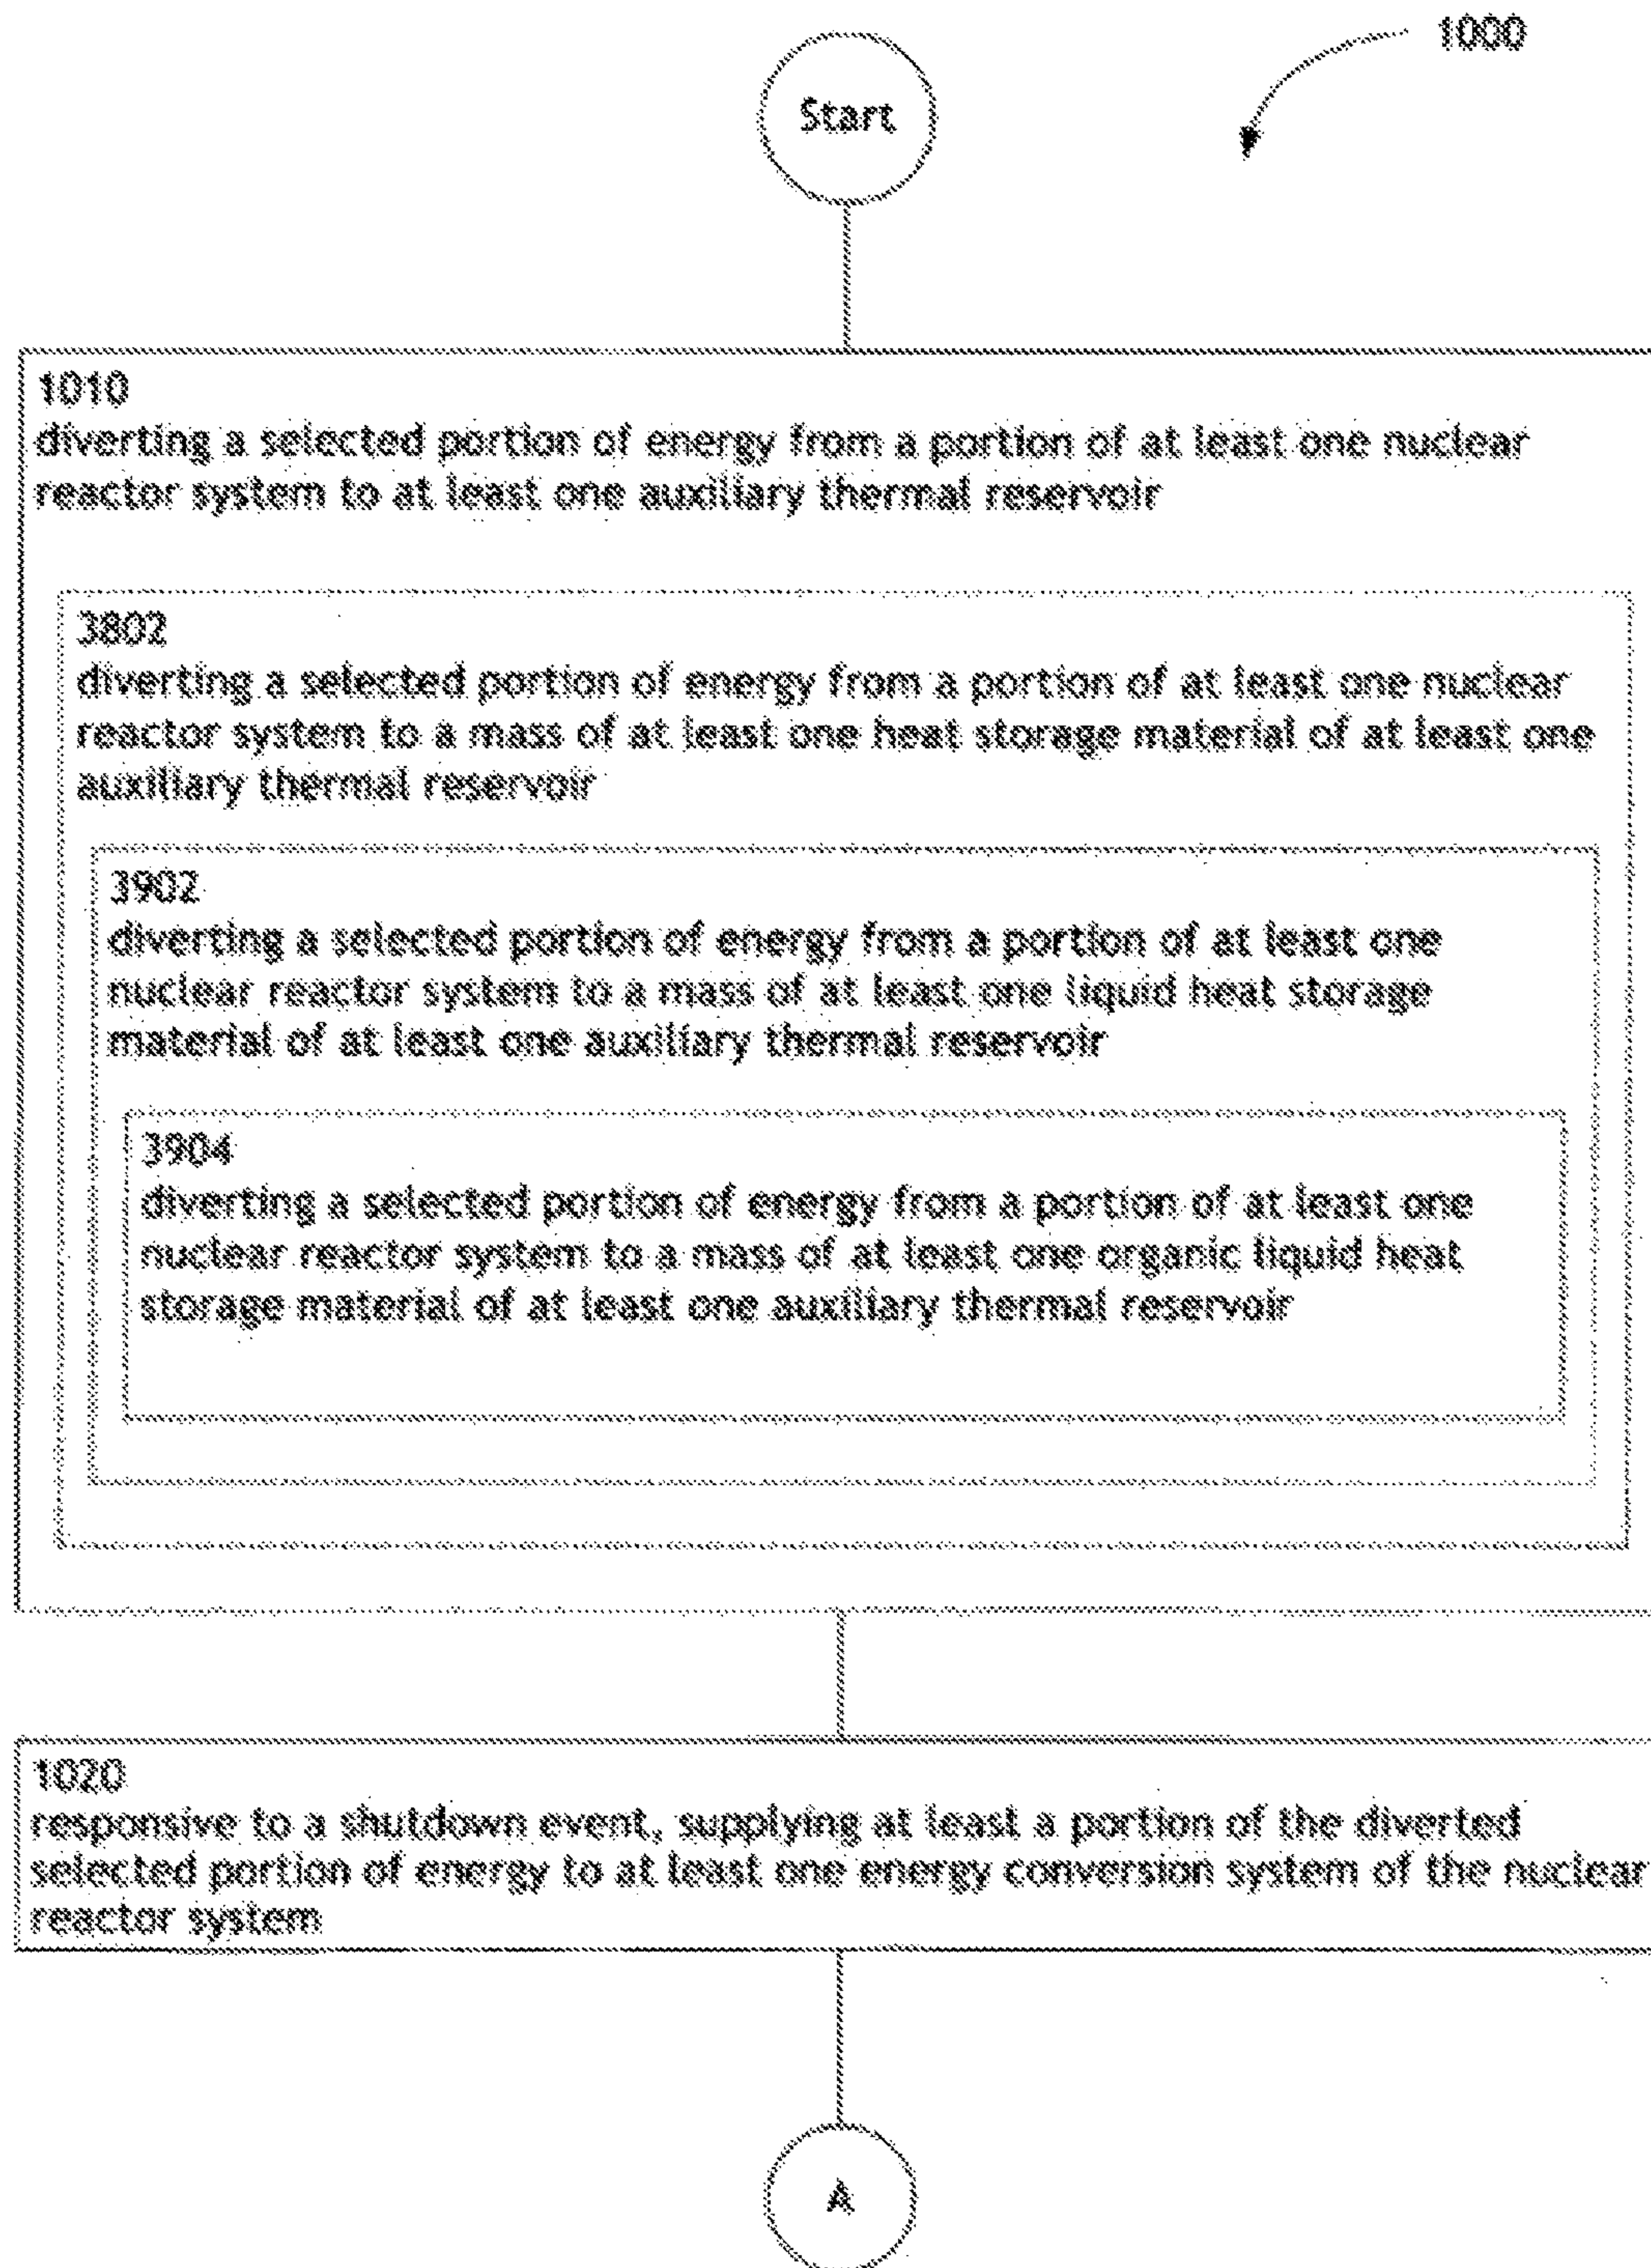 1000
Start
1010
diverting a selected portion of energy from a portion of at least one nuclear
reactor system to at least one auxiliary thermal reservoir
3802
diverting a selected portion of energy from a portion of at least one nuclear
reactor system to a mass of at least one heat storage material of at least one
auxiliary thermal reservoir
3902
diverting a selected portion of energy from a portion of at least one
nuclear reactor system to a mass of at least one liquid heat storage
material of at least one auxiliary thermal reservoir
3904
diverting a selected portion of energy from a portion of at least one
nuclear reactor system to a mass of at least one organic liquid heat
storage material of at least one auxiliary thermal reservoir
1020
responsive to a shutdown event, supplying at least a portion of the diverted
selected portion of energy to at least one energy conversion system of the nuclear
reactor system
A